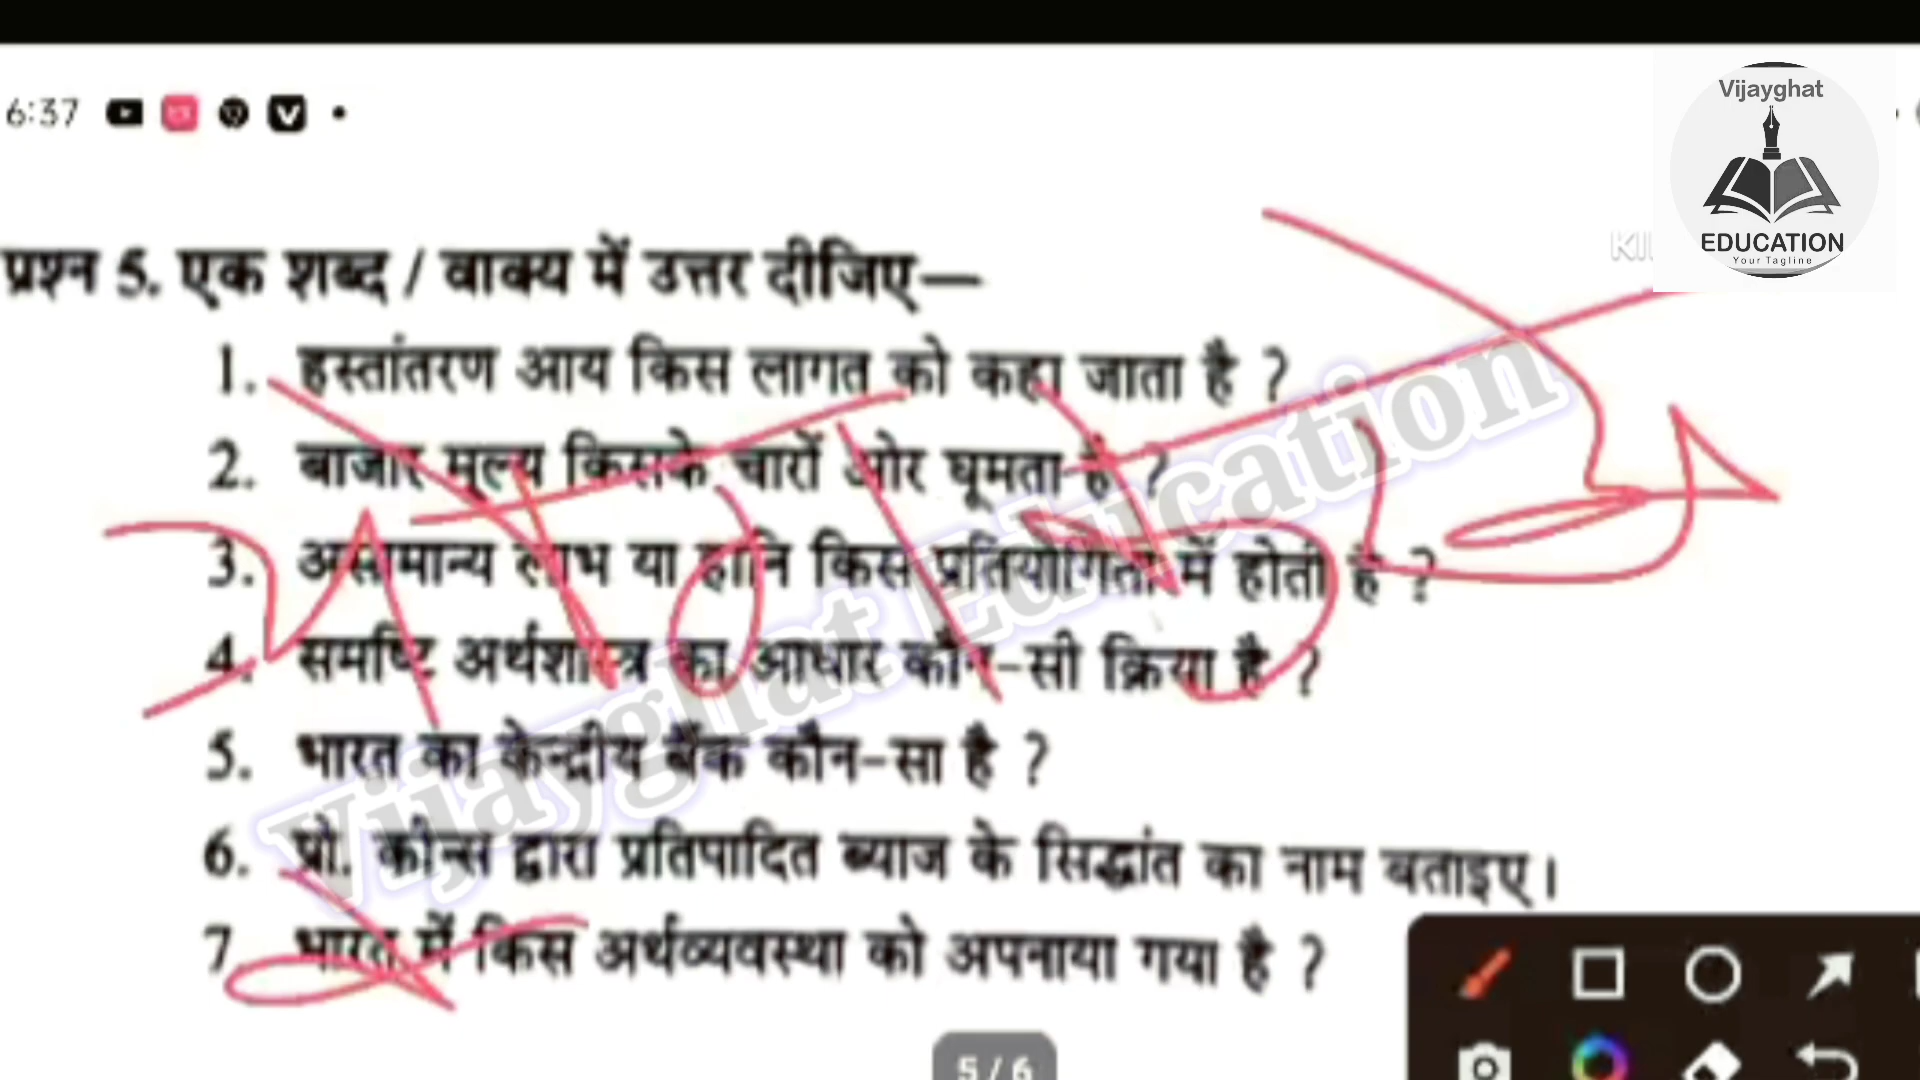 6:37
Vijayghat
EDUCATION
Your Tagline
प्रश्न 5. एक शब्द / वाक्य में उत्तर दीजिए—
1. हस्तांतरण आय किस लागत को कहा जाता है ?
2. बाजार मूल्य किसके चारों ओर घूमता है ?
3. असामान्य लाभ या हानि किस प्रतियोगिता में होती है ?
4. समष्टि अर्थशास्त्र का आधार कौन-सी क्रिया है ?
5. भारत का केन्द्रीय बैंक कौन-सा है ?
6. प्रो. कीन्स द्वारा प्रतिपादित ब्याज के सिद्धांत का नाम बताइए।
7. भारत में किस अर्थव्यवस्था को अपनाया गया है ?
Vijayghat Education
5 / 6